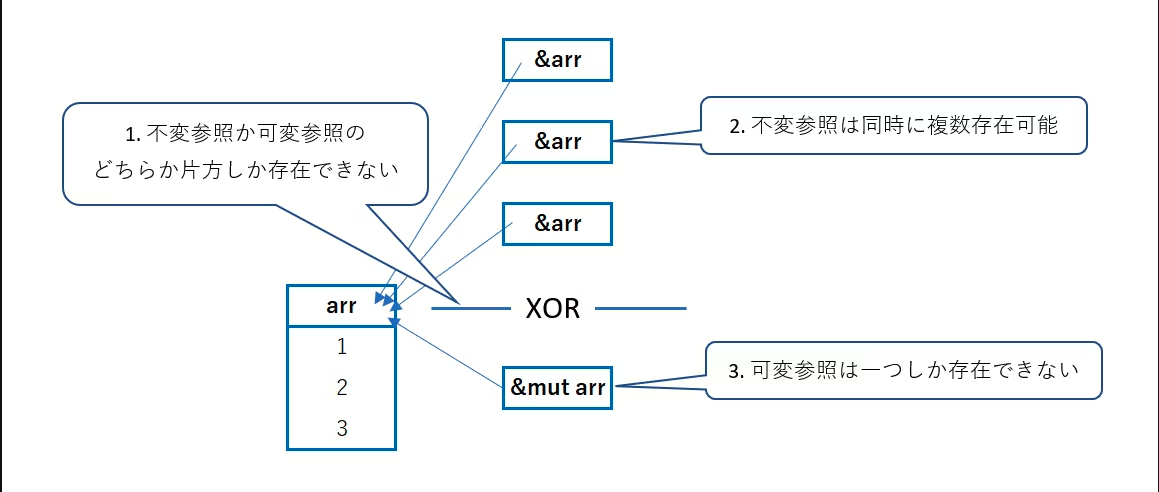 &arr
1. 不変参照か可変参照の
どちらか片方しか存在できない
&arr
2. 不変参照は同時に複数存在可能
&arr
arr
XOR
1
2
3
&mut arr
3. 可変参照は一つしか存在できない